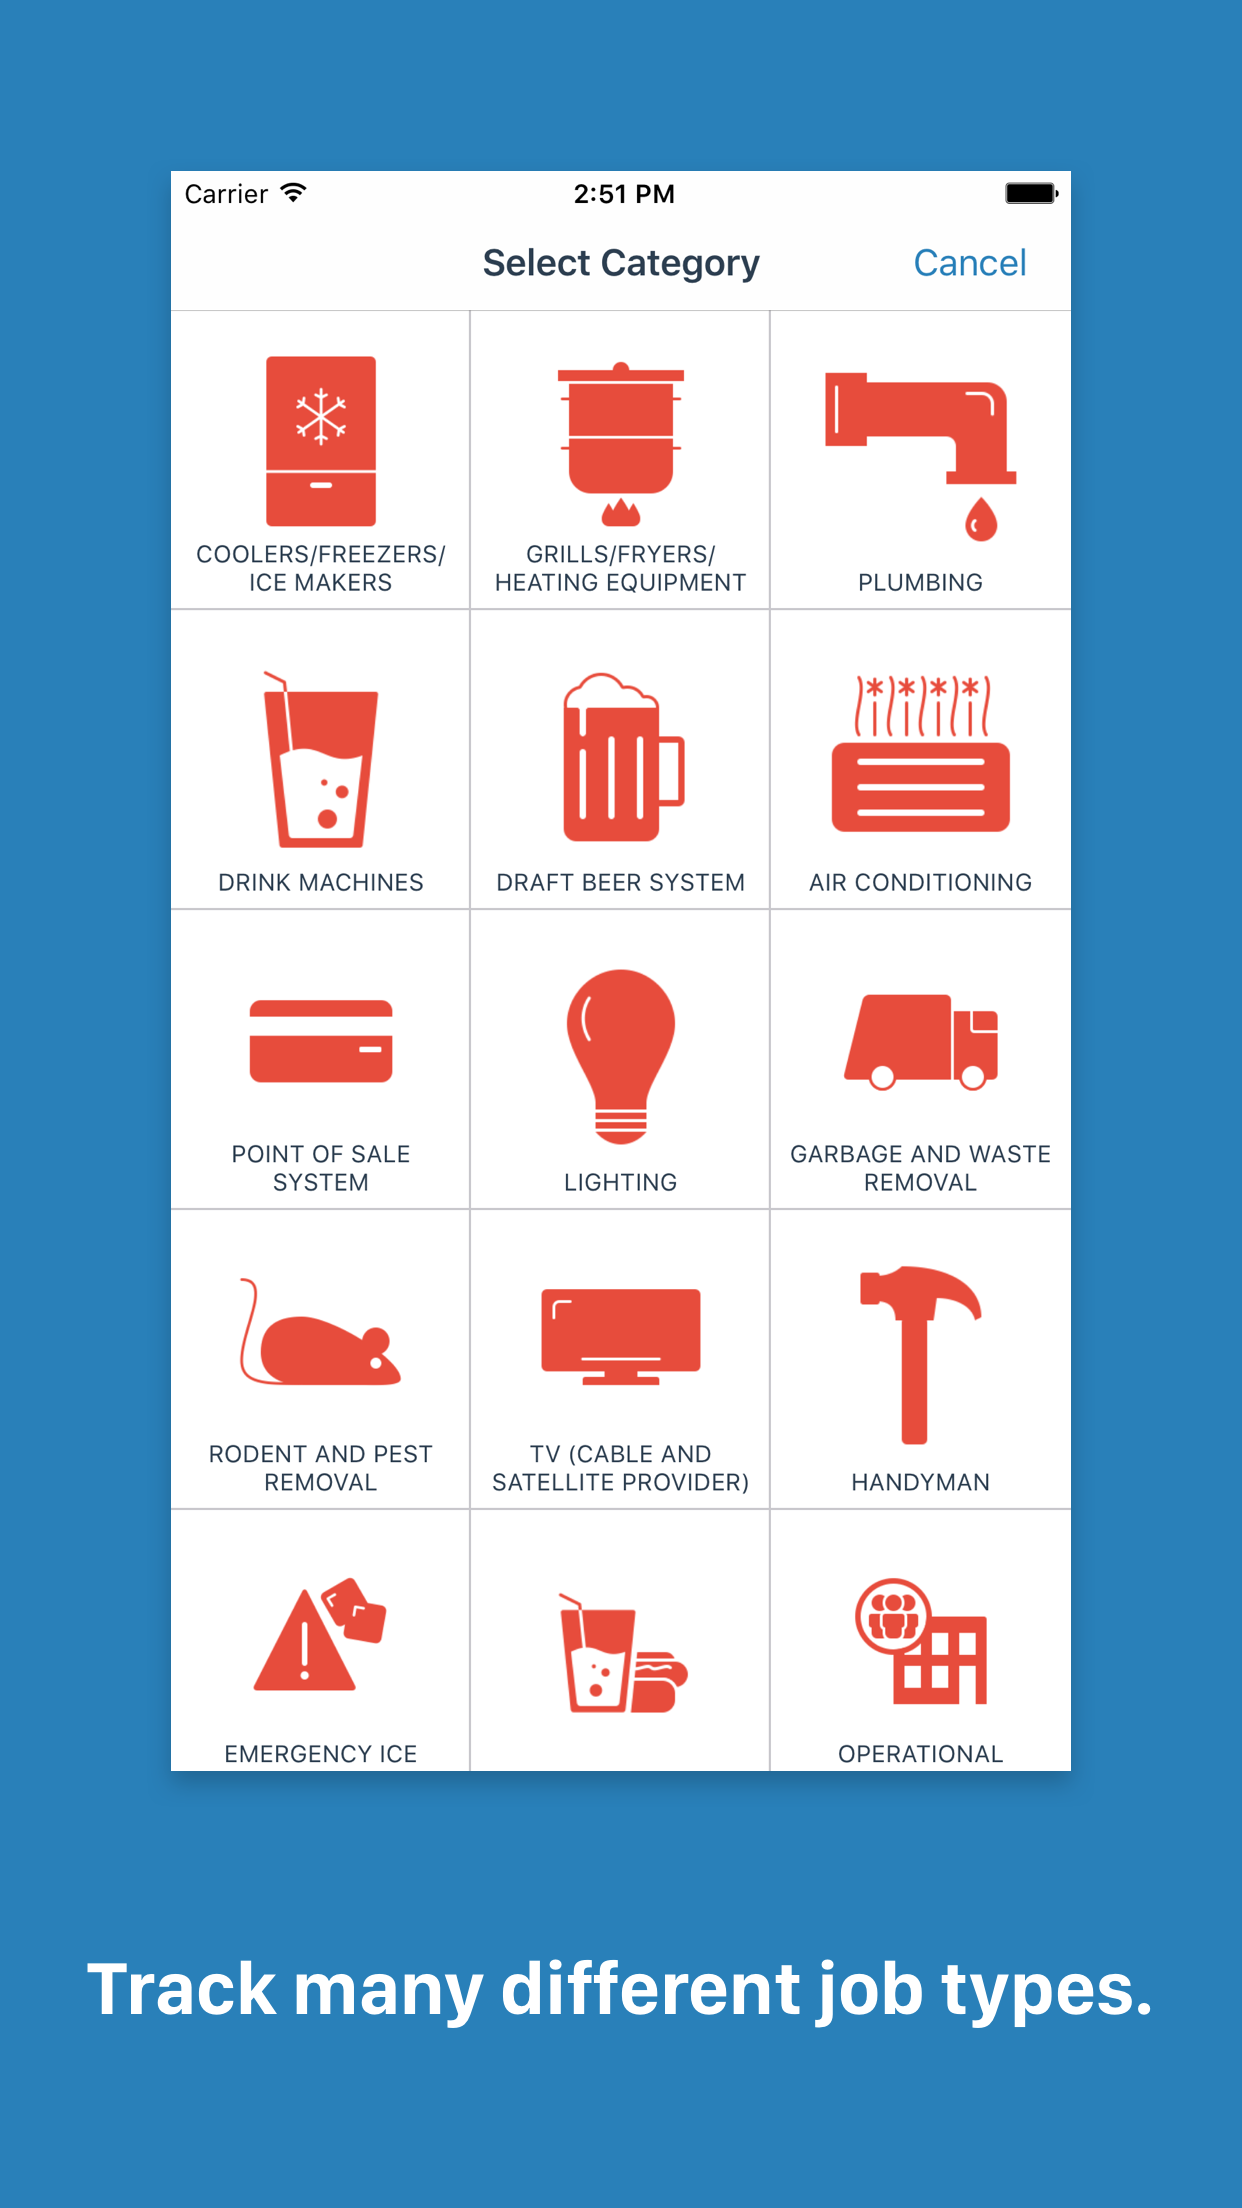 Carrier 2:51 PM
Select Category Cancel
COOLERS/FREEZERS/
ICE MAKERS
GRILLS/FRYERS/
HEATING EQUIPMENT
PLUMBING
DRINK MACHINES
DRAFT BEER SYSTEM
AIR CONDITIONING
POINT OF SALE
SYSTEM
LIGHTING
GARBAGE AND WASTE
REMOVAL
RODENT AND PEST
REMOVAL
TV (CABLE AND
SATELLITE PROVIDER)
HANDYMAN
EMERGENCY ICE
OPERATIONAL
Track many different job types.